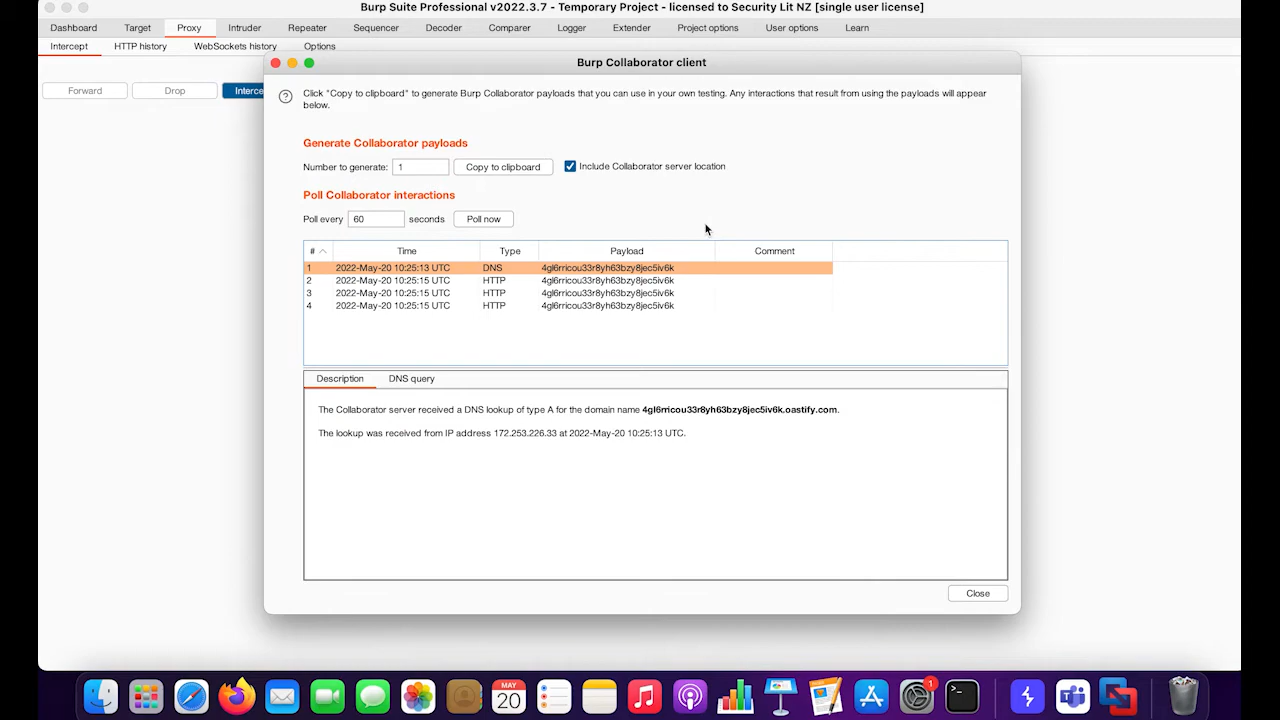 Burp Suite Professional v2022.3.7 - Temporary Project - licensed to Security Lit NZ [single user license]
Dashboard Target Proxy Intruder Repeater Sequencer Decoder Comparer Logger Extender Project options User options Learn
Intercept HTTP history WebSockets history Options
Burp Collaborator client
Forward Drop Interce
Click "Copy to clipboard" to generate Burp Collaborator payloads that you can use in your own testing. Any interactions that result from using the payloads will appear
below.
Generate Collaborator payloads
Number to generate: 1 Copy to clipboard Include Collaborator server location
Poll Collaborator interactions
Poll every 60 seconds Poll now
# Time Type Payload Comment
1 2022-May-20 10:25:13 UTC DNS 4gl6rricou33r8yh63bzy8jec5iv6k
2 2022-May-20 10:25:15 UTC HTTP 4gl6rricou33r8yh63bzy8jec5iv6k
3 2022-May-20 10:25:15 UTC HTTP 4gl6rricou33r8yh63bzy8jec5iv6k
4 2022-May-20 10:25:15 UTC HTTP 4gl6rricou33r8yh63bzy8jec5iv6k
Description DNS query
The Collaborator server received a DNS lookup of type A for the domain name 4gl6rricou33r8yh63bzy8jec5iv6k.oastify.com.
The lookup was received from IP address 172.253.226.33 at 2022-May-20 10:25:13 UTC.
Close
MAY
20
1